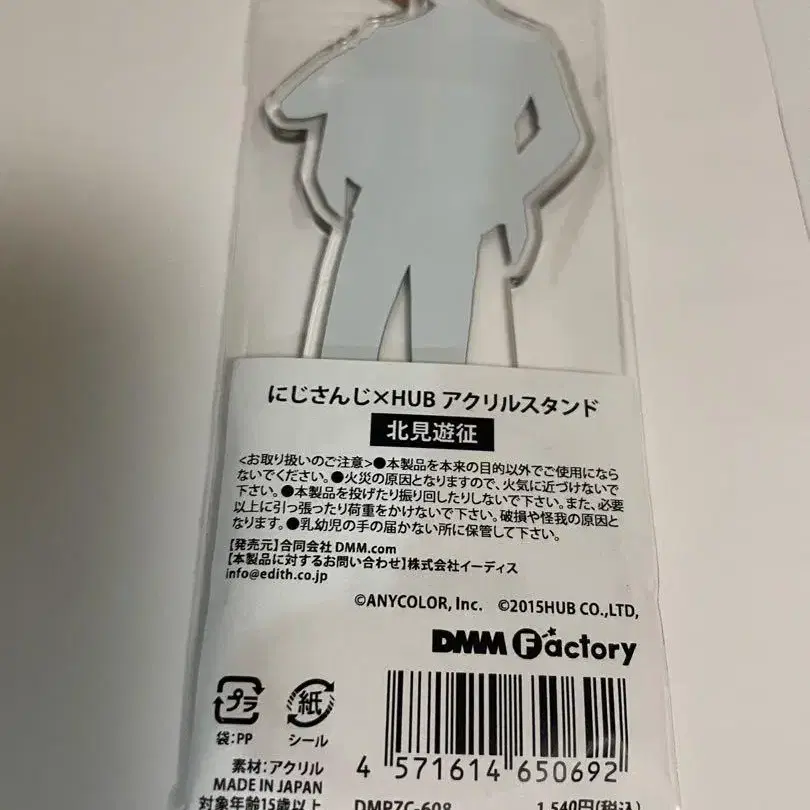 にじさんじ×HUB アクリルスタンド
北見遊征
<お取り扱いのご注意>●本製品を本来の目的以外でご使用になら
ないでください。●火災の原因となりますので、火気に近づけないで
下さい。●本製品を投げたり振り回したりしないで下さい。また、必要
以上に引っ張ったり荷重をかけないで下さい。破損や怪我の原因と
なります。●乳幼児の手の届かない所に保管して下さい。
【発売元】合同会社 DMM.com
【本製品に対するお問い合わせ】株式会社イーディス
info@edith.co.jp
©ANYCOLOR, Inc. ©2015HUB CO.,LTD,
DMM Factory
プラ 紙
袋:PP シール
素材:アクリル
MADE IN JAPAN
対象年齢15歳以上
4 571614 650692
DMPZC-608 1,540円(税込)